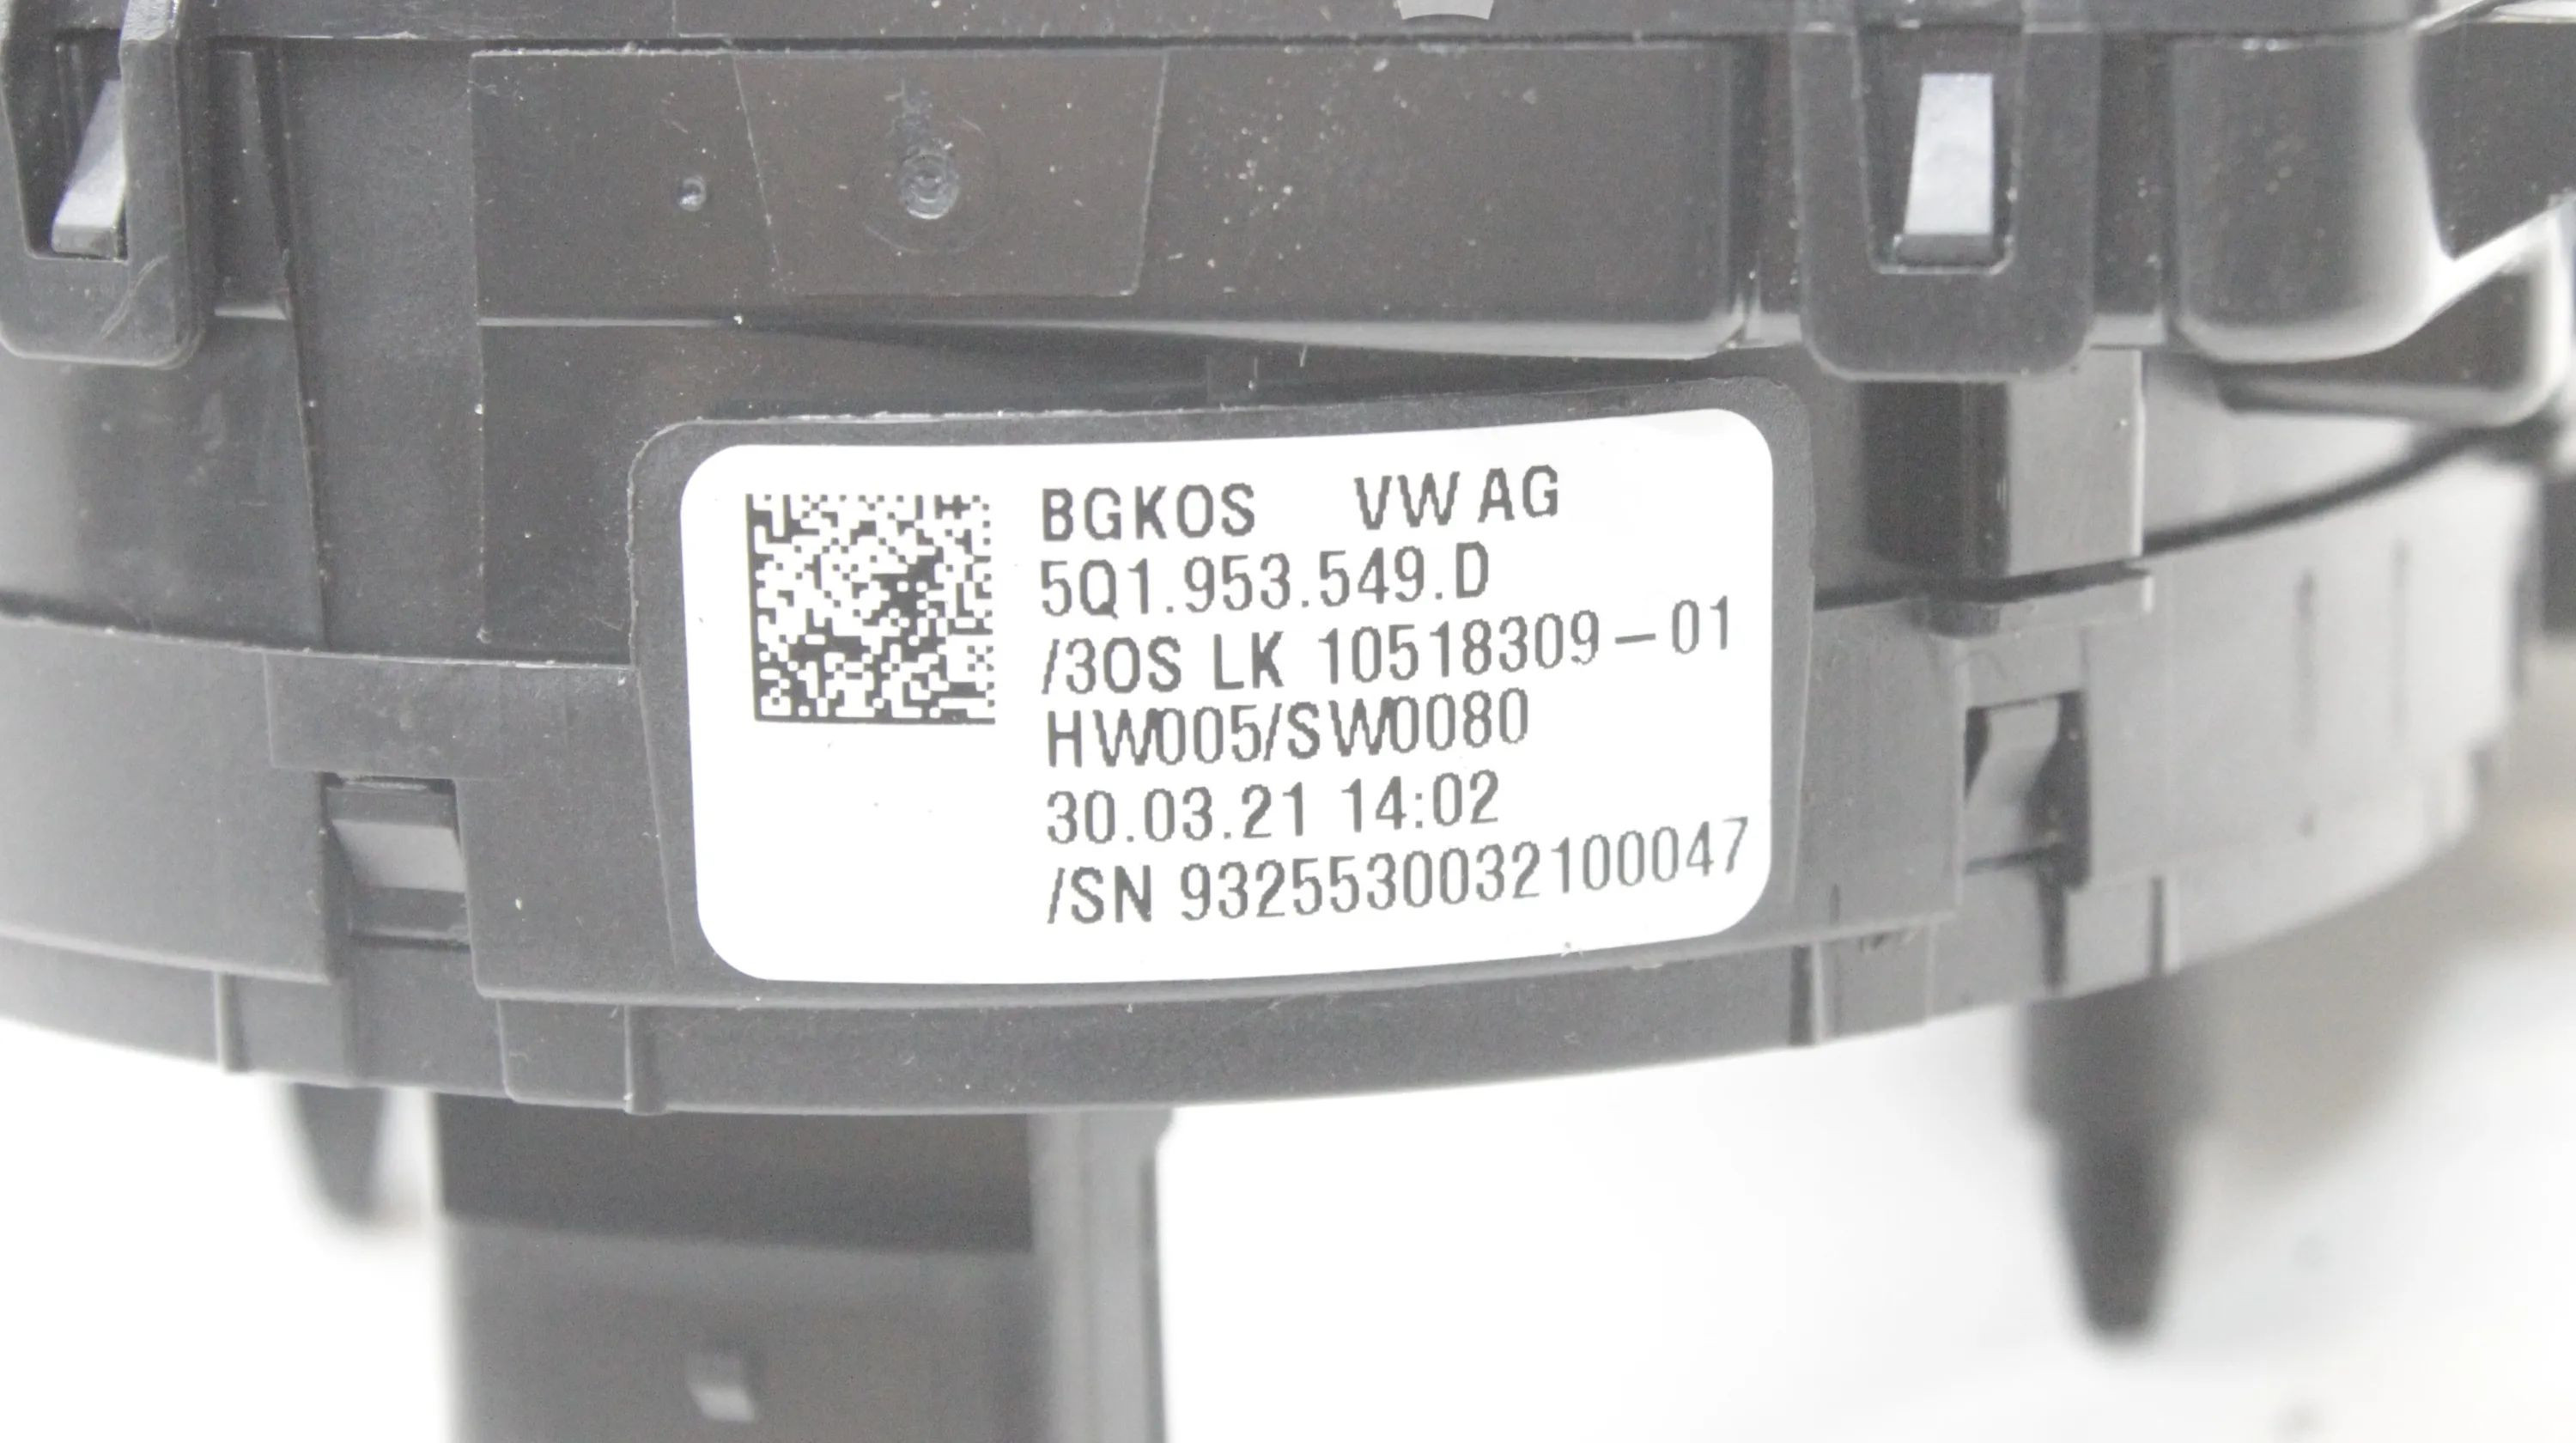 BGKOS VW AG
5Q1.953.549.D
/3OS LK 10518309-01
HW005/SW0080
30.03.21 14:02
/SN 9325530032100047